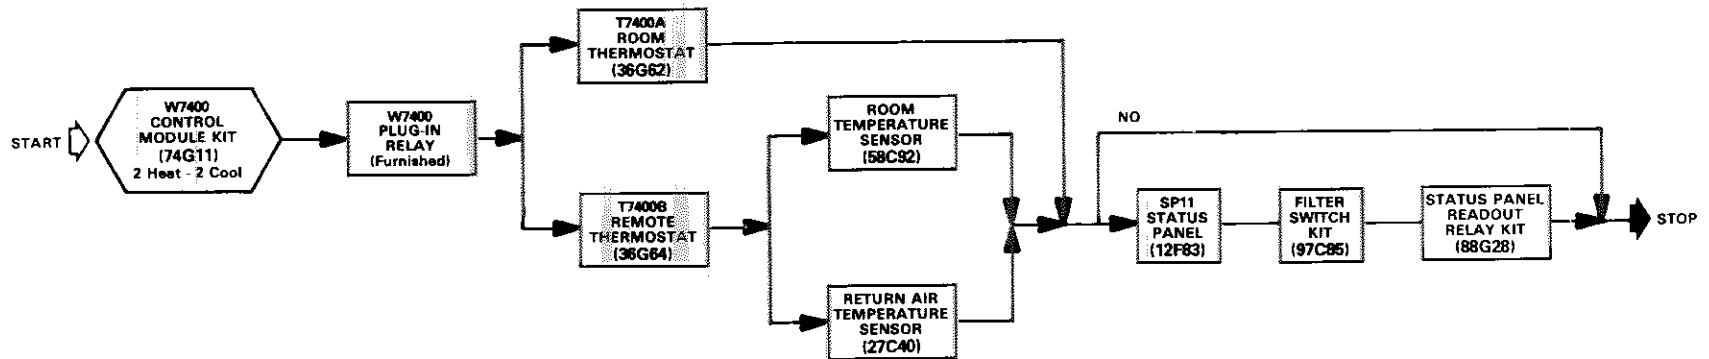 START
W7400
CONTROL
MODULE KIT
(74G11)
2 Heat - 2 Cool
W7400
PLUG-IN
RELAY
(Furnished)
T7400A
ROOM
THERMOSTAT
(36G62)
T7400B
REMOTE
THERMOSTAT
(36G64)
ROOM
TEMPERATURE
SENSOR
(58C92)
RETURN AIR
TEMPERATURE
SENSOR
(27C40)
NO
SP11
STATUS
PANEL
(12F83)
FILTER
SWITCH
KIT
(97C85)
STATUS PANEL
READOUT
RELAY KIT
(88G28)
STOP